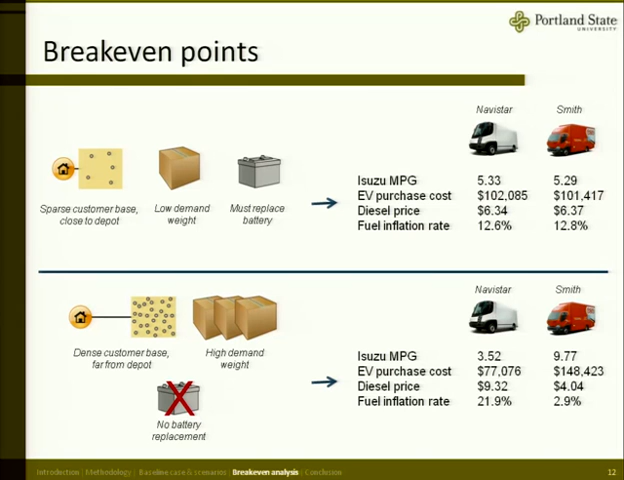 Portland State
UNIVERSITY
Breakeven points
Navistar Smith
Sparse customer base,
close to depot
Low demand
weight
Must replace
battery
Isuzu MPG 5.33 5.29
EV purchase cost $102,085 $101,417
Diesel price $6.34 $6.37
Fuel inflation rate 12.6% 12.8%
Navistar Smith
Dense customer base,
far from depot
High demand
weight
No battery
replacement
Isuzu MPG 3.52 9.77
EV purchase cost $77,076 $148,423
Diesel price $9.32 $4.04
Fuel inflation rate 21.9% 2.9%
Introduction | Methodology | Baseline case & scenarios | Breakeven analysis | Conclusion
12